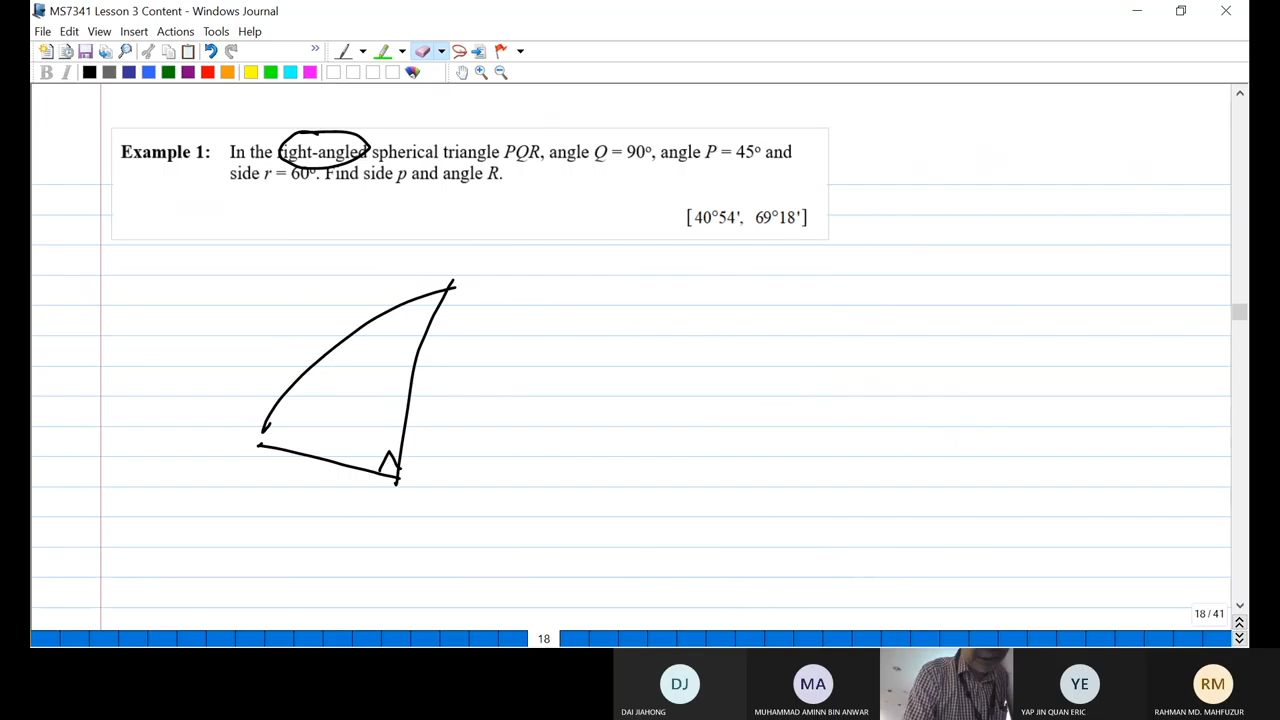 MS7341 Lesson 3 Content - Windows Journal
File Edit View Insert Actions Tools Help
B I
Example 1: In the right-angled spherical triangle PQR, angle Q = 90°, angle P = 45° and
side r = 60°. Find side p and angle R.
[ 40°54', 69°18' ]
18 / 41
18
DJ MA YE RM
DAI JIAHONG MUHAMMAD AMINN BIN ANWAR YAP JIN QUAN ERIC RAHMAN MD. MAHFUZUR